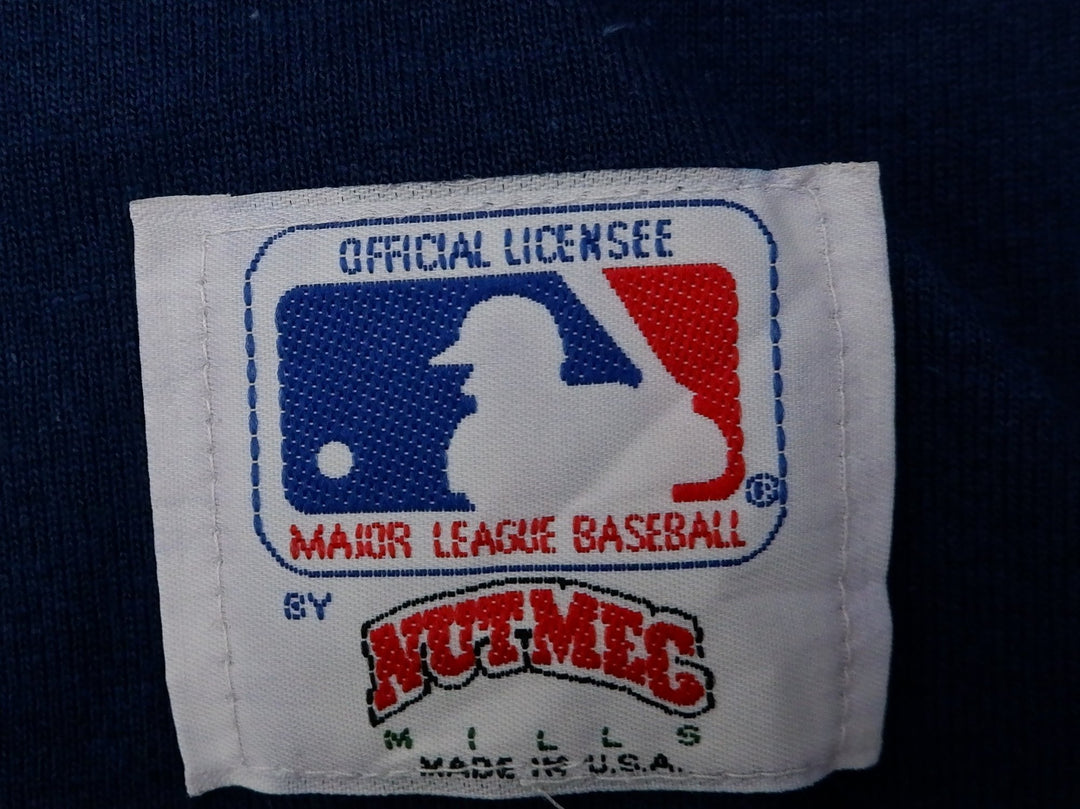 OFFICIAL LICENSEE
®
MAJOR LEAGUE BASEBALL
BY
NUTMEG
MILLS
MADE IN U.S.A.